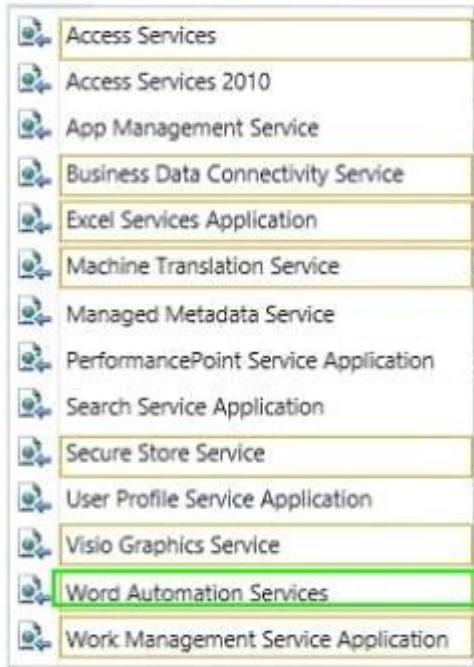 Access Services
Access Services 2010
App Management Service
Business Data Connectivity Service
Excel Services Application
Machine Translation Service
Managed Metadata Service
PerformancePoint Service Application
Search Service Application
Secure Store Service
User Profile Service Application
Visio Graphics Service
Word Automation Services
Work Management Service Application